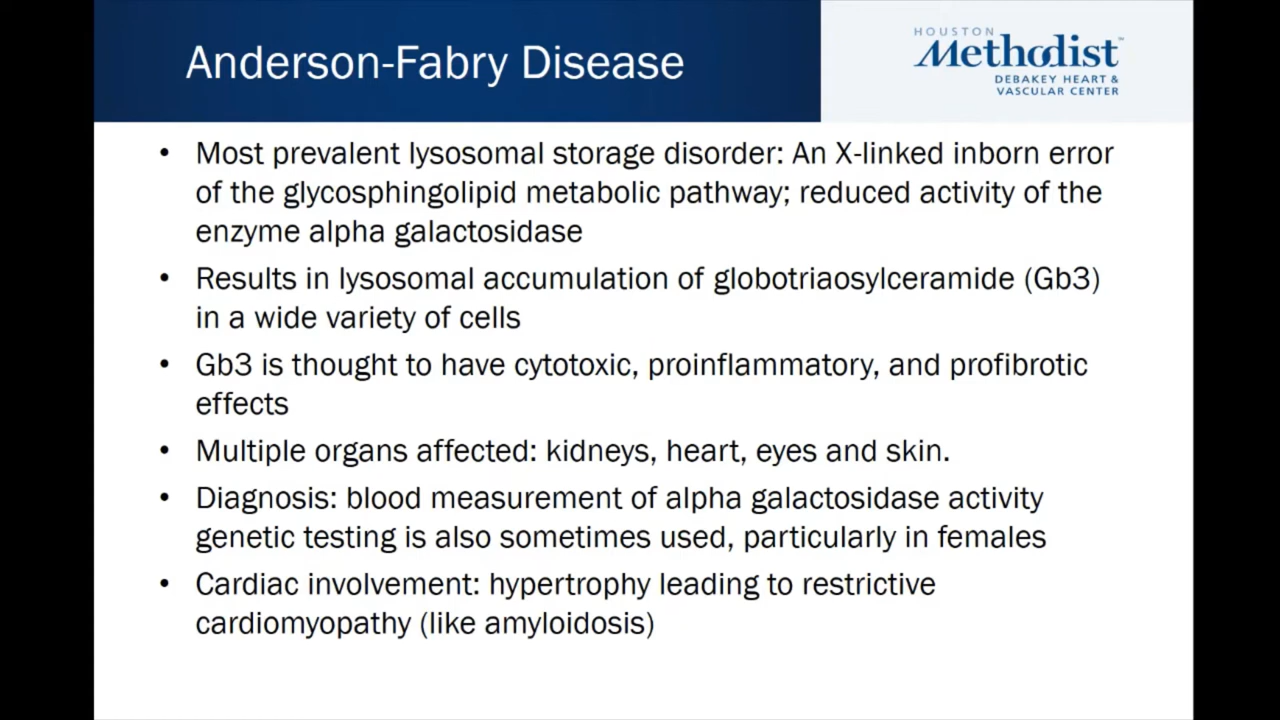 Anderson-Fabry Disease
HOUSTON
Methodist™
DEBAKEY HEART &
VASCULAR CENTER
• Most prevalent lysosomal storage disorder: An X-linked inborn error
of the glycosphingolipid metabolic pathway; reduced activity of the
enzyme alpha galactosidase
• Results in lysosomal accumulation of globotriaosylceramide (Gb3)
in a wide variety of cells
• Gb3 is thought to have cytotoxic, proinflammatory, and profibrotic
effects
• Multiple organs affected: kidneys, heart, eyes and skin.
• Diagnosis: blood measurement of alpha galactosidase activity
genetic testing is also sometimes used, particularly in females
• Cardiac involvement: hypertrophy leading to restrictive
cardiomyopathy (like amyloidosis)